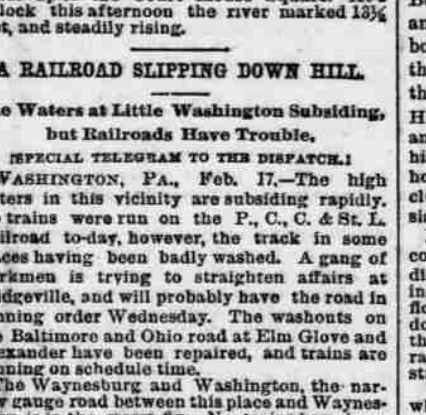 lock this afternoon the river marked 13½
t, and steadily rising.
A RAILROAD SLIPPING DOWN HILL.
e Waters at Little Washington Subsiding,
but Railroads Have Trouble.
[SPECIAL TELEGRAM TO THE DISPATCH.]
WASHINGTON, PA., Feb. 17.—The high
ters in this vicinity are subsiding rapidly.
trains were run on the P., C., C. & St. L.
ilroad to-day, however, the track in some
ces having been badly washed. A gang of
rkmen is trying to straighten affairs at
idgeville, and will probably have the road in
nning order Wednesday. The washouts on
e Baltimore and Ohio road at Elm Glove and
exander have been repaired, and trains are
nning on schedule time.
The Waynesburg and Washington, the nar-
w gauge road between this place and Waynes-